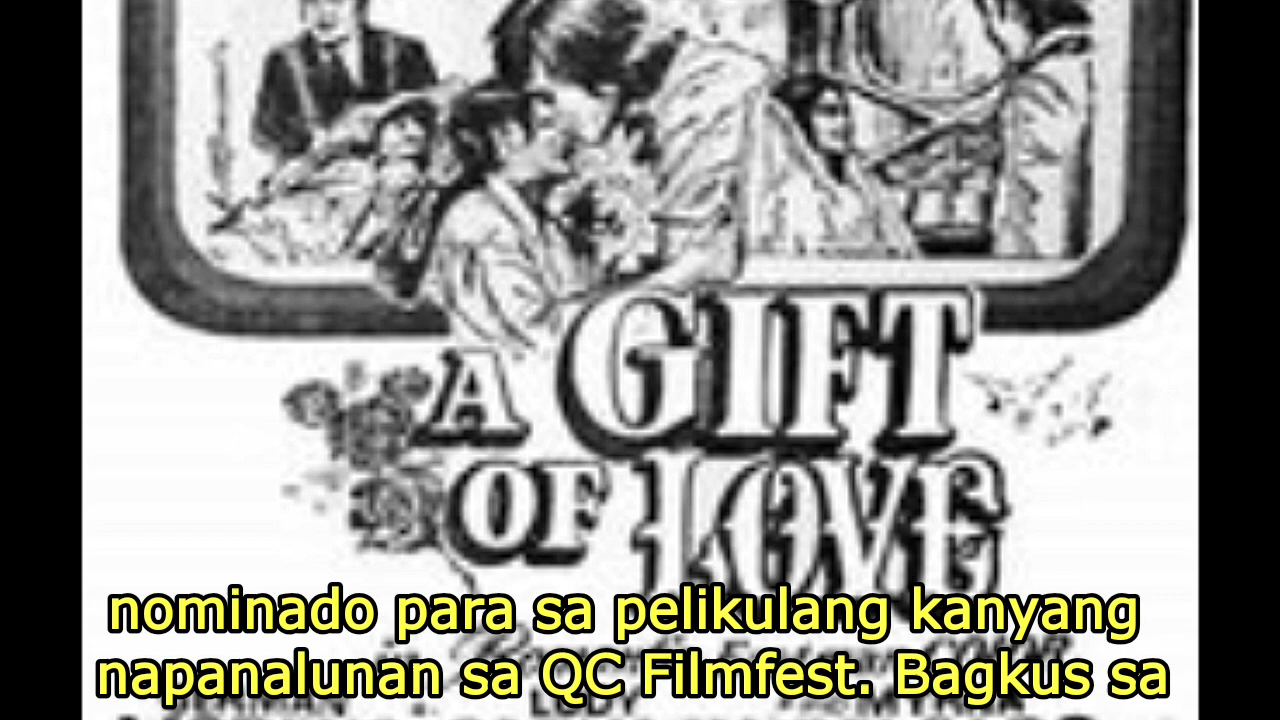 A GIFT
OF LOVE
nominado para sa pelikulang kanyang
napanalunan sa QC Filmfest. Bagkus sa